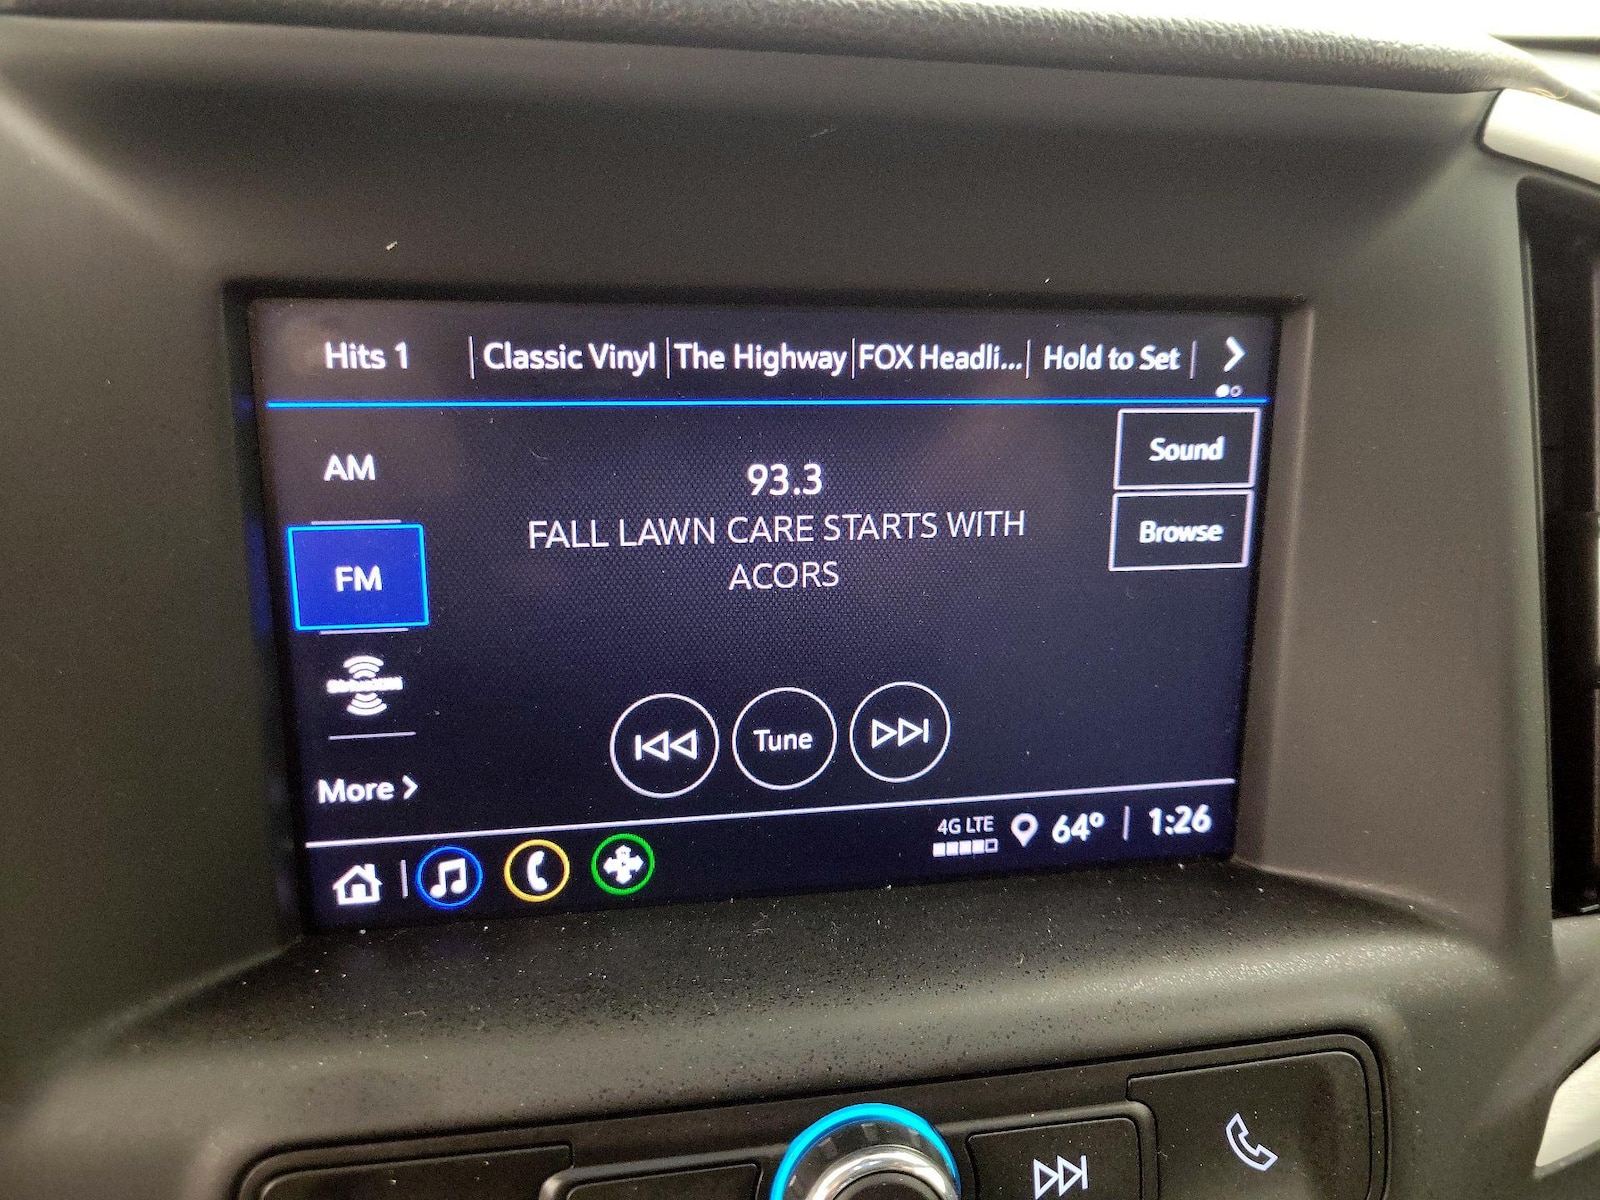 Hits 1 Classic Vinyl The Highway FOX Headli... Hold to Set
AM
93.3
Sound
FALL LAWN CARE STARTS WITH
ACORS
Browse
FM
SiriusXM
Tune
More
4G LTE
64° 1:26